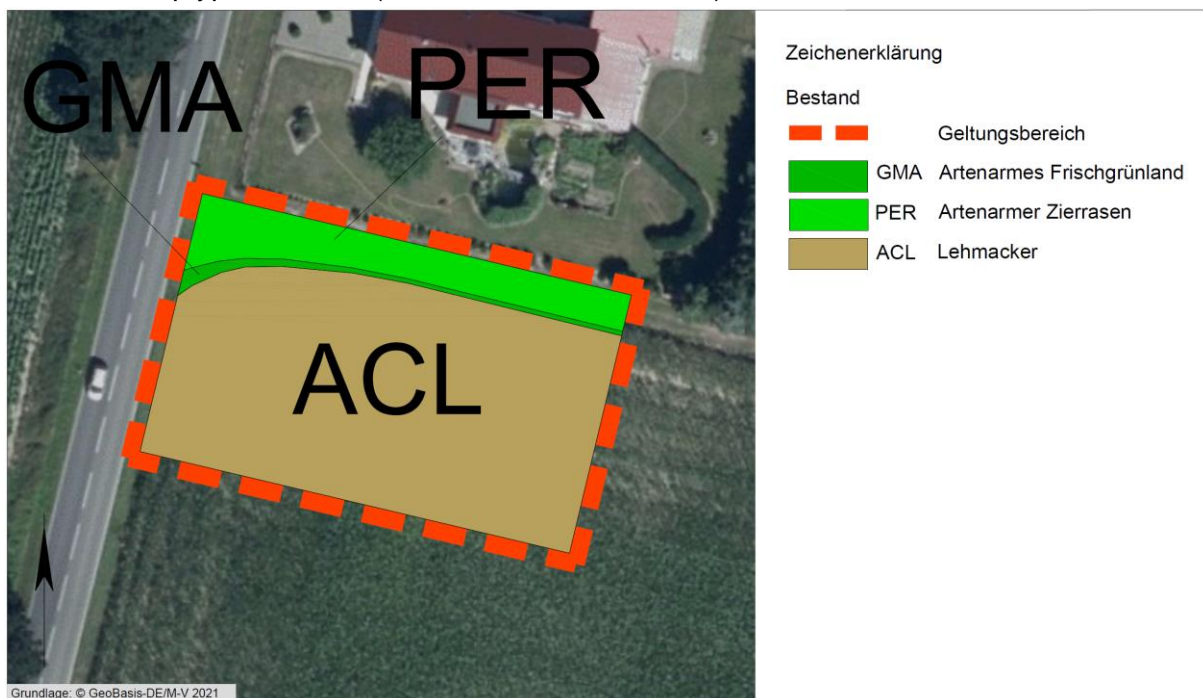 GMA
PER
ACL
Grundlage: © GeoBasis-DE/M-V 2021
Zeichenerklärung
Bestand
Geltungsbereich
GMA Artenarmes Frischgrünland
PER Artenarmer Zierrasen
ACL Lehmacker